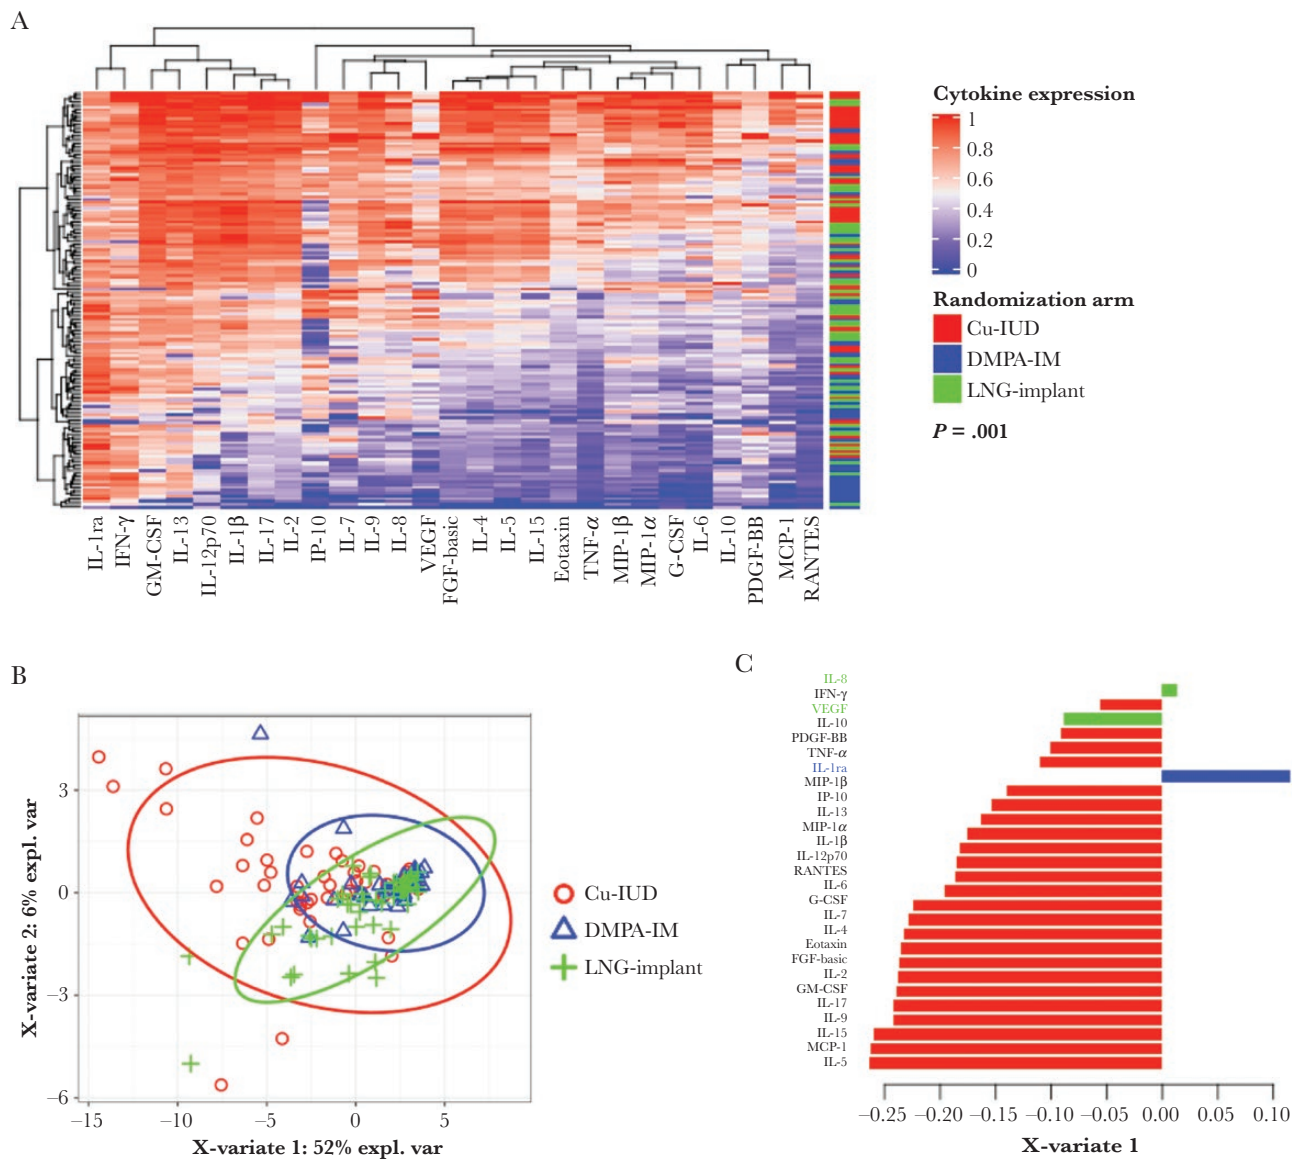 A
Cytokine expression
1
0.8
0.6
0.4
0.2
0
Randomization arm
Cu-IUD
DMPA-IM
LNG-implant
P = .001
IL-1ra
IFN-γ
GM-CSF
IL-13
IL-12p70
IL-1β
IL-17
IL-2
IP-10
IL-7
IL-9
IL-8
VEGF
FGF-basic
IL-4
IL-5
IL-15
Eotaxin
TNF-α
MIP-1β
MIP-1α
G-CSF
IL-6
IL-10
PDGF-BB
MCP-1
RANTES
B
X-variate 2: 6% expl. var
3
0
−3
−6
−15
−10
−5
0
5
X-variate 1: 52% expl. var
Cu-IUD
DMPA-IM
LNG-implant
C
IL-8
IFN-γ
VEGF
IL-10
PDGF-BB
TNF-α
IL-1ra
MIP-1β
IP-10
IL-13
MIP-1α
IL-1β
IL-12p70
RANTES
IL-6
G-CSF
IL-7
IL-4
Eotaxin
FGF-basic
IL-2
GM-CSF
IL-17
IL-9
IL-15
MCP-1
IL-5
−0.25 −0.20 −0.15 −0.10 −0.05 0.00 0.05 0.10
X-variate 1